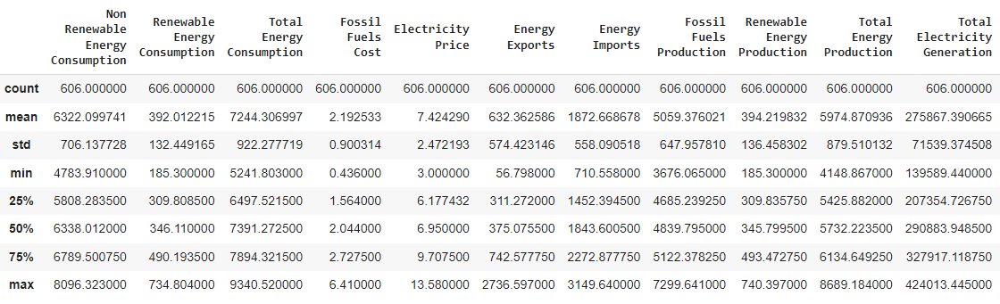 Non Renewable Energy Consumption Renewable Energy Consumption Total Energy Consumption Fossil Fuels Cost Electricity Price Energy Exports Energy Imports Fossil Fuels Production Renewable Energy Production Total Energy Production Total Electricity Generation
count 606.000000 606.000000 606.000000 606.000000 606.000000 606.000000 606.000000 606.000000 606.000000 606.000000 606.000000
mean 6322.099741 392.012215 7244.306997 2.192533 7.424290 632.362586 1872.668678 5059.376021 394.219832 5974.870936 275867.390665
std 706.137728 132.449165 922.277719 0.900314 2.472193 574.423146 558.090518 647.957810 136.458302 879.510132 71539.374508
min 4783.910000 185.300000 5241.803000 0.436000 3.000000 56.798000 710.558000 3676.065000 185.300000 4148.867000 139589.440000
25% 5808.283500 309.808500 6497.521500 1.564000 6.177432 311.272000 1452.394500 4685.239250 309.835750 5425.882000 207354.726750
50% 6338.012000 346.110000 7391.272500 2.044000 6.950000 375.075500 1843.600500 4839.795000 345.799500 5732.223500 290883.948500
75% 6789.500750 490.193500 7894.321500 2.727500 9.707500 742.577750 2272.877750 5122.378250 493.472750 6134.649250 327917.118750
max 8096.323000 734.804000 9340.520000 6.410000 13.580000 2736.597000 3149.640000 7299.641000 740.397000 8689.184000 424013.445000